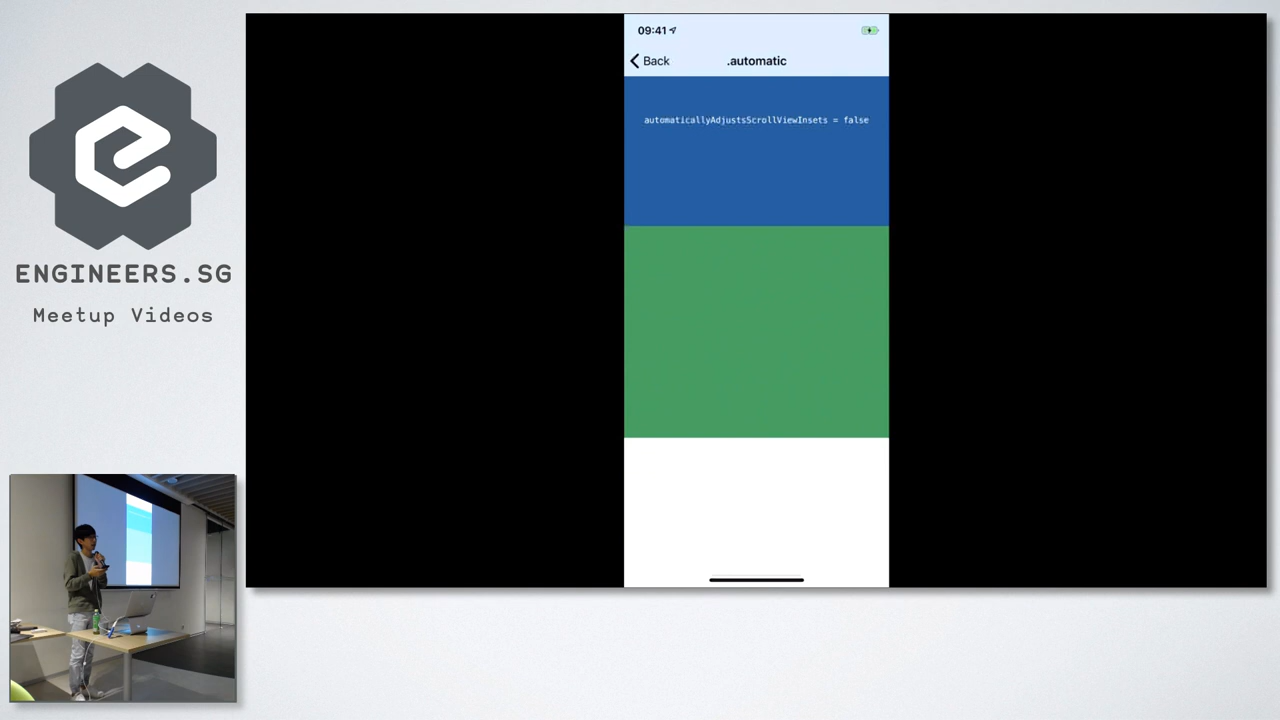 ENGINEERS.SG
Meetup Videos
09:41
Back
.automatic
automaticallyAdjustsScrollViewInsets = false